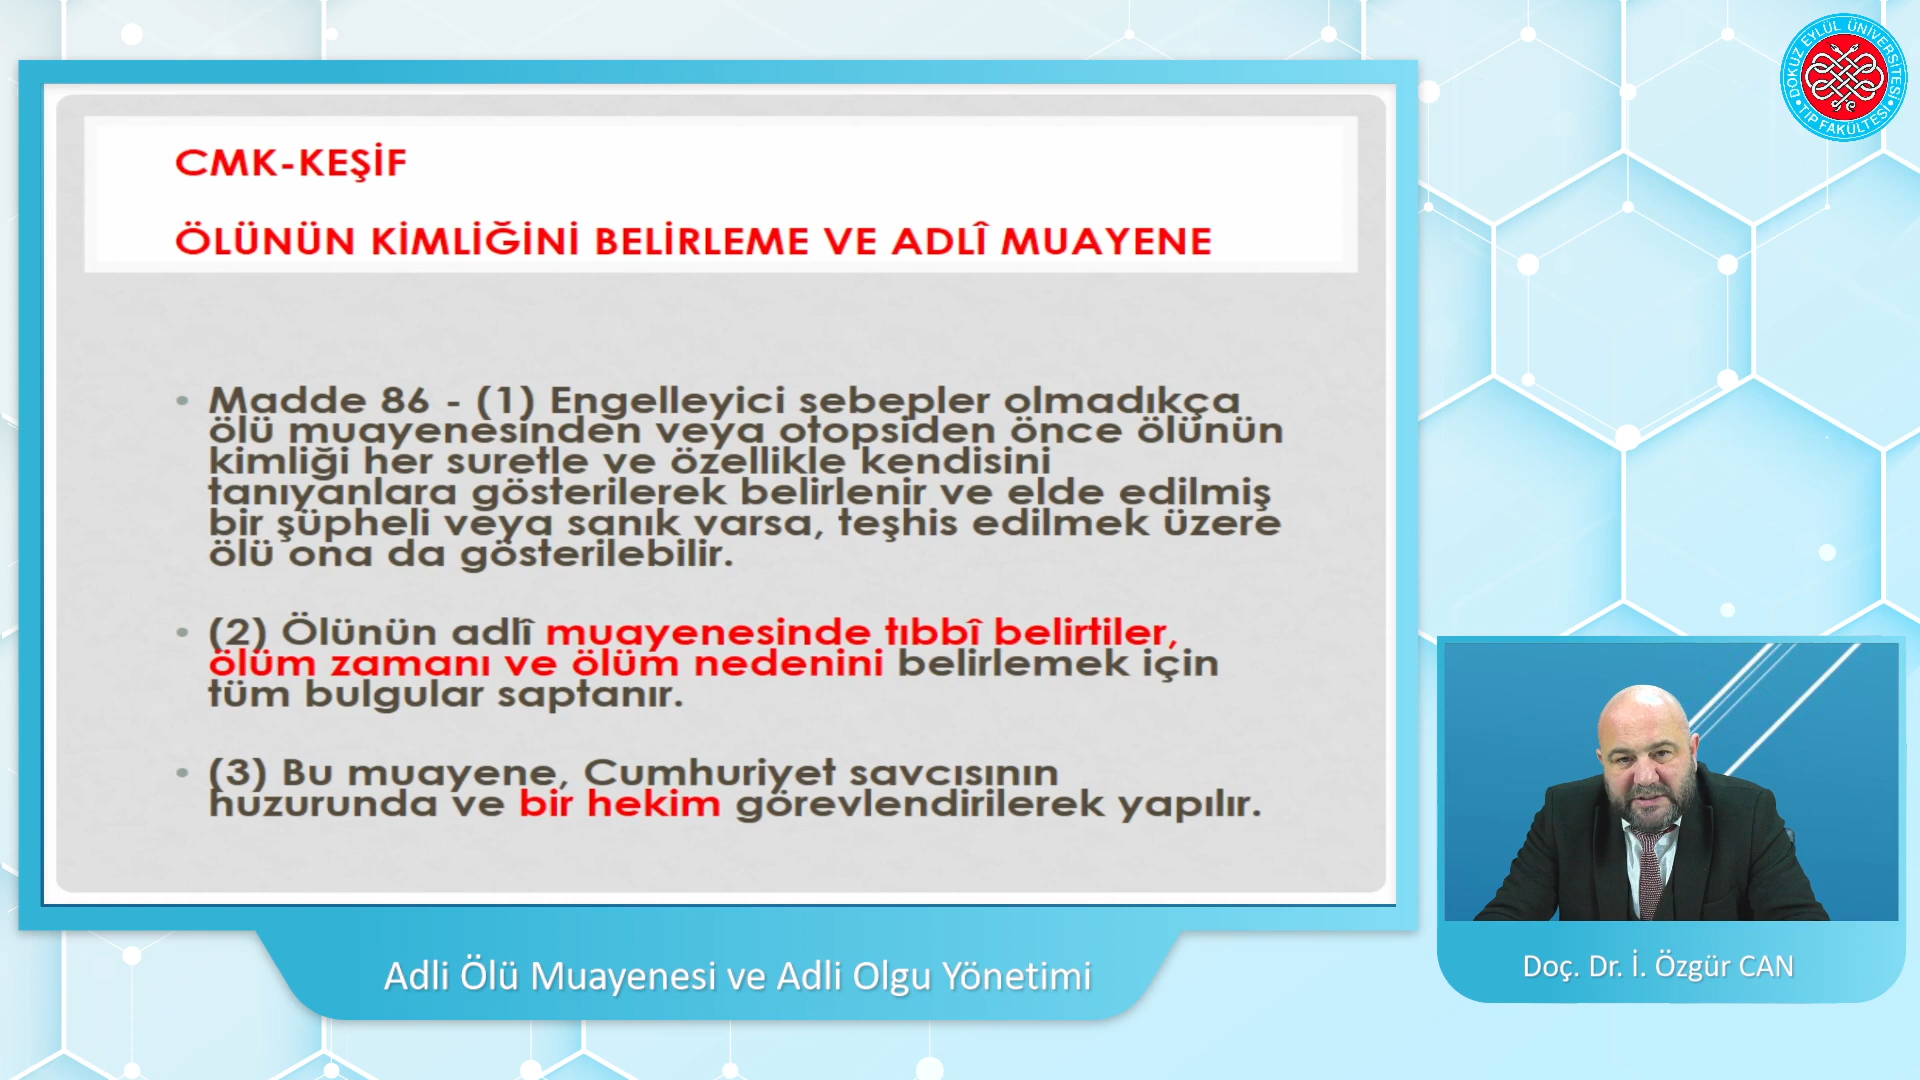 CMK-KEŞİF
ÖLÜNÜN KİMLİĞİNİ BELİRLEME VE ADLÎ MUAYENE
• Madde 86 - (1) Engelleyici sebepler olmadıkça
ölü muayenesinden veya otopsiden önce ölünün
kimliği her suretle ve özellikle kendisini
tanıyanlara gösterilerek belirlenir ve elde edilmiş
bir şüpheli veya sanık varsa, teşhis edilmek üzere
ölü ona da gösterilebilir.
• (2) Ölünün adlî muayenesinde tıbbî belirtiler,
ölüm zamanı ve ölüm nedenini belirlemek için
tüm bulgular saptanır.
• (3) Bu muayene, Cumhuriyet savcısının
huzurunda ve bir hekim görevlendirilerek yapılır.
Adli Ölü Muayenesi ve Adli Olgu Yönetimi
DOKUZ EYLÜL ÜNİVERSİTESİ
• TIP FAKÜLTESİ •
Doç. Dr. İ. Özgür CAN